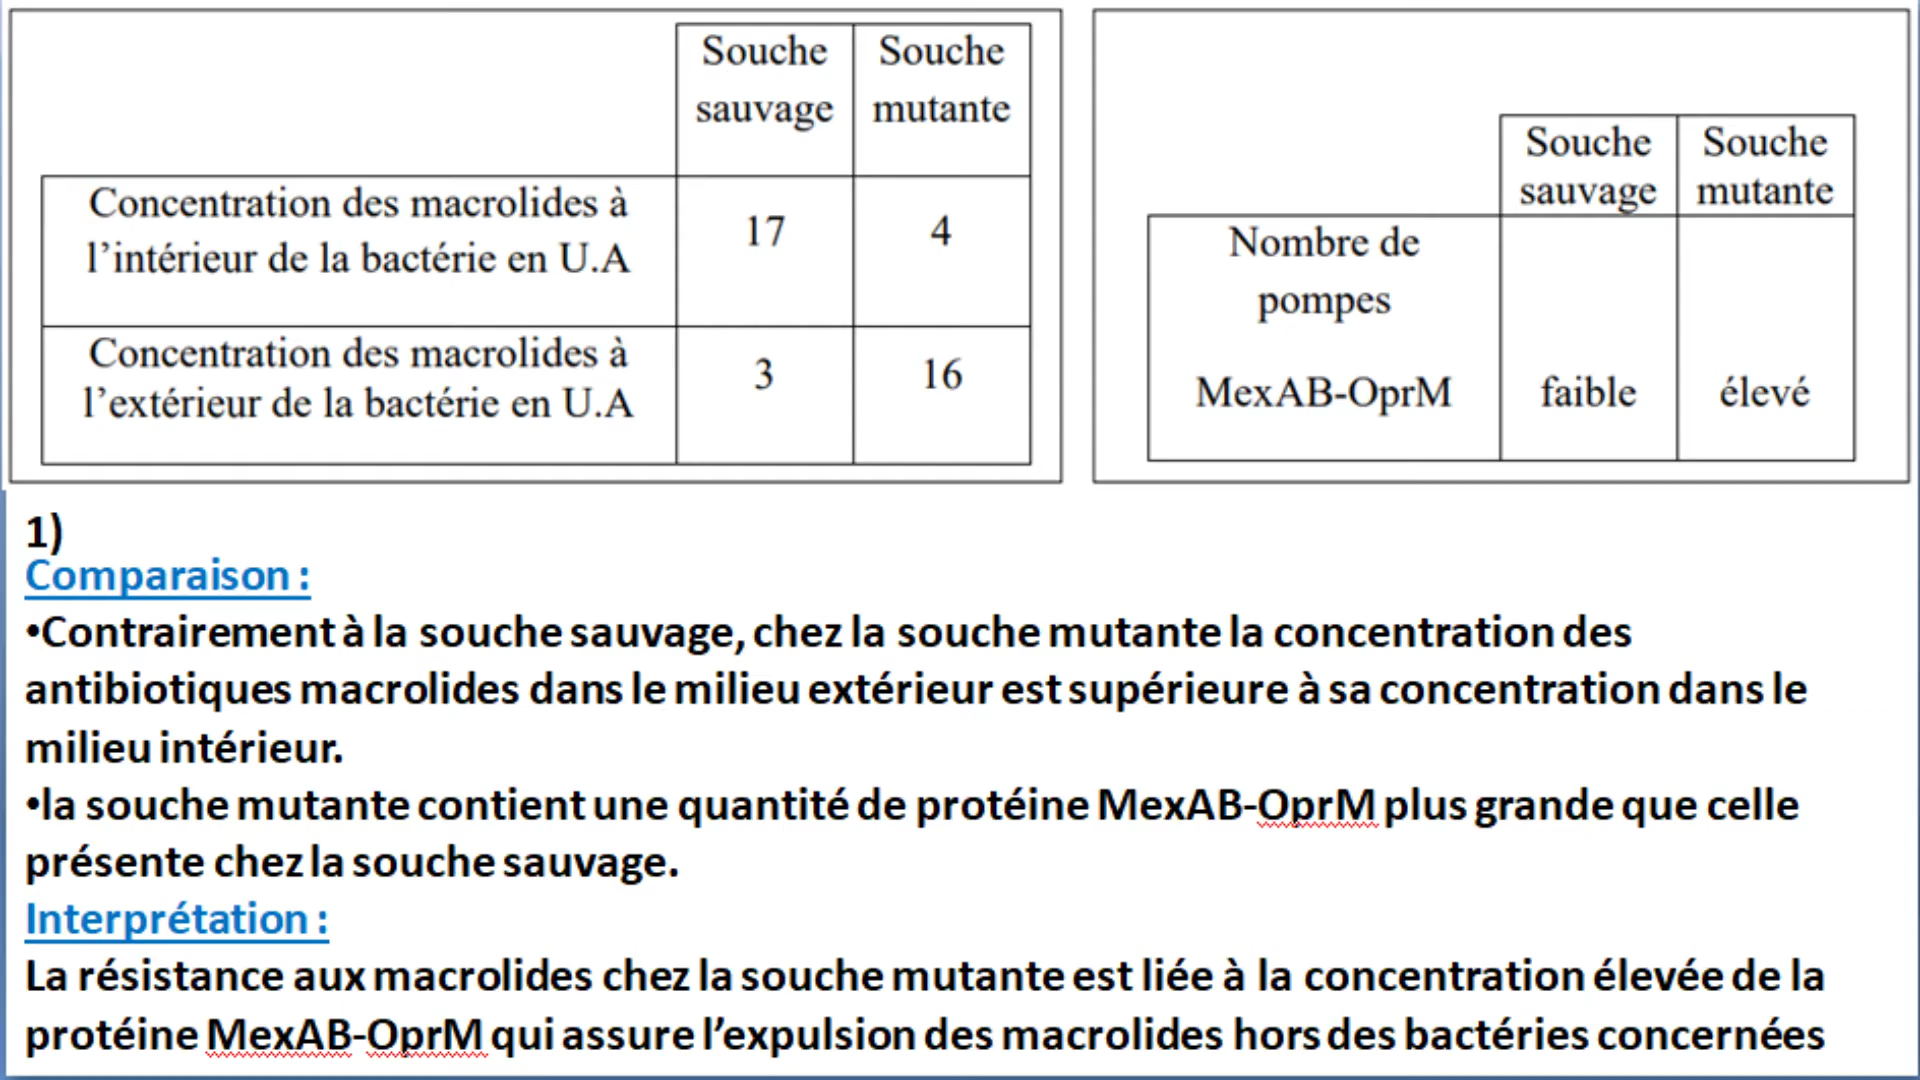 Souche sauvage
Souche mutante
Concentration des macrolides à
l’intérieur de la bactérie en U.A
17
4
Concentration des macrolides à
l’extérieur de la bactérie en U.A
3
16
Souche sauvage
Souche mutante
Nombre de
pompes
MexAB-OprM
faible
élevé
1)
Comparaison :
•Contrairement à la souche sauvage, chez la souche mutante la concentration des
antibiotiques macrolides dans le milieu extérieur est supérieure à sa concentration dans le
milieu intérieur.
•la souche mutante contient une quantité de protéine MexAB-OprM plus grande que celle
présente chez la souche sauvage.
Interprétation :
La résistance aux macrolides chez la souche mutante est liée à la concentration élevée de la
protéine MexAB-OprM qui assure l’expulsion des macrolides hors des bactéries concernées